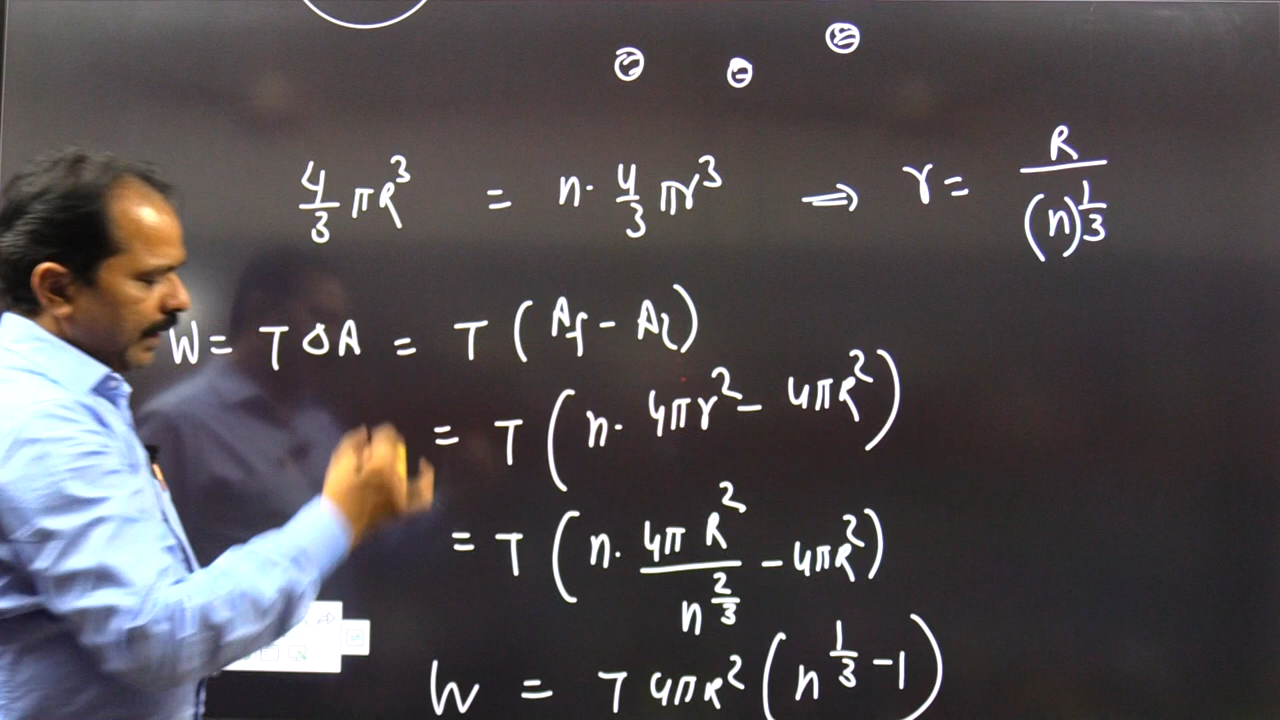 4/3 πR³ = n· 4/3 πr³ ⇒ r = R/(n)^{1/3}
W = TΔA = T(A_f - A_i)
= T(n· 4πr² - 4πR²)
= T(n· 4πR²/n^{2/3} - 4πR²)
W = T4πR²(n^{1/3} - 1)